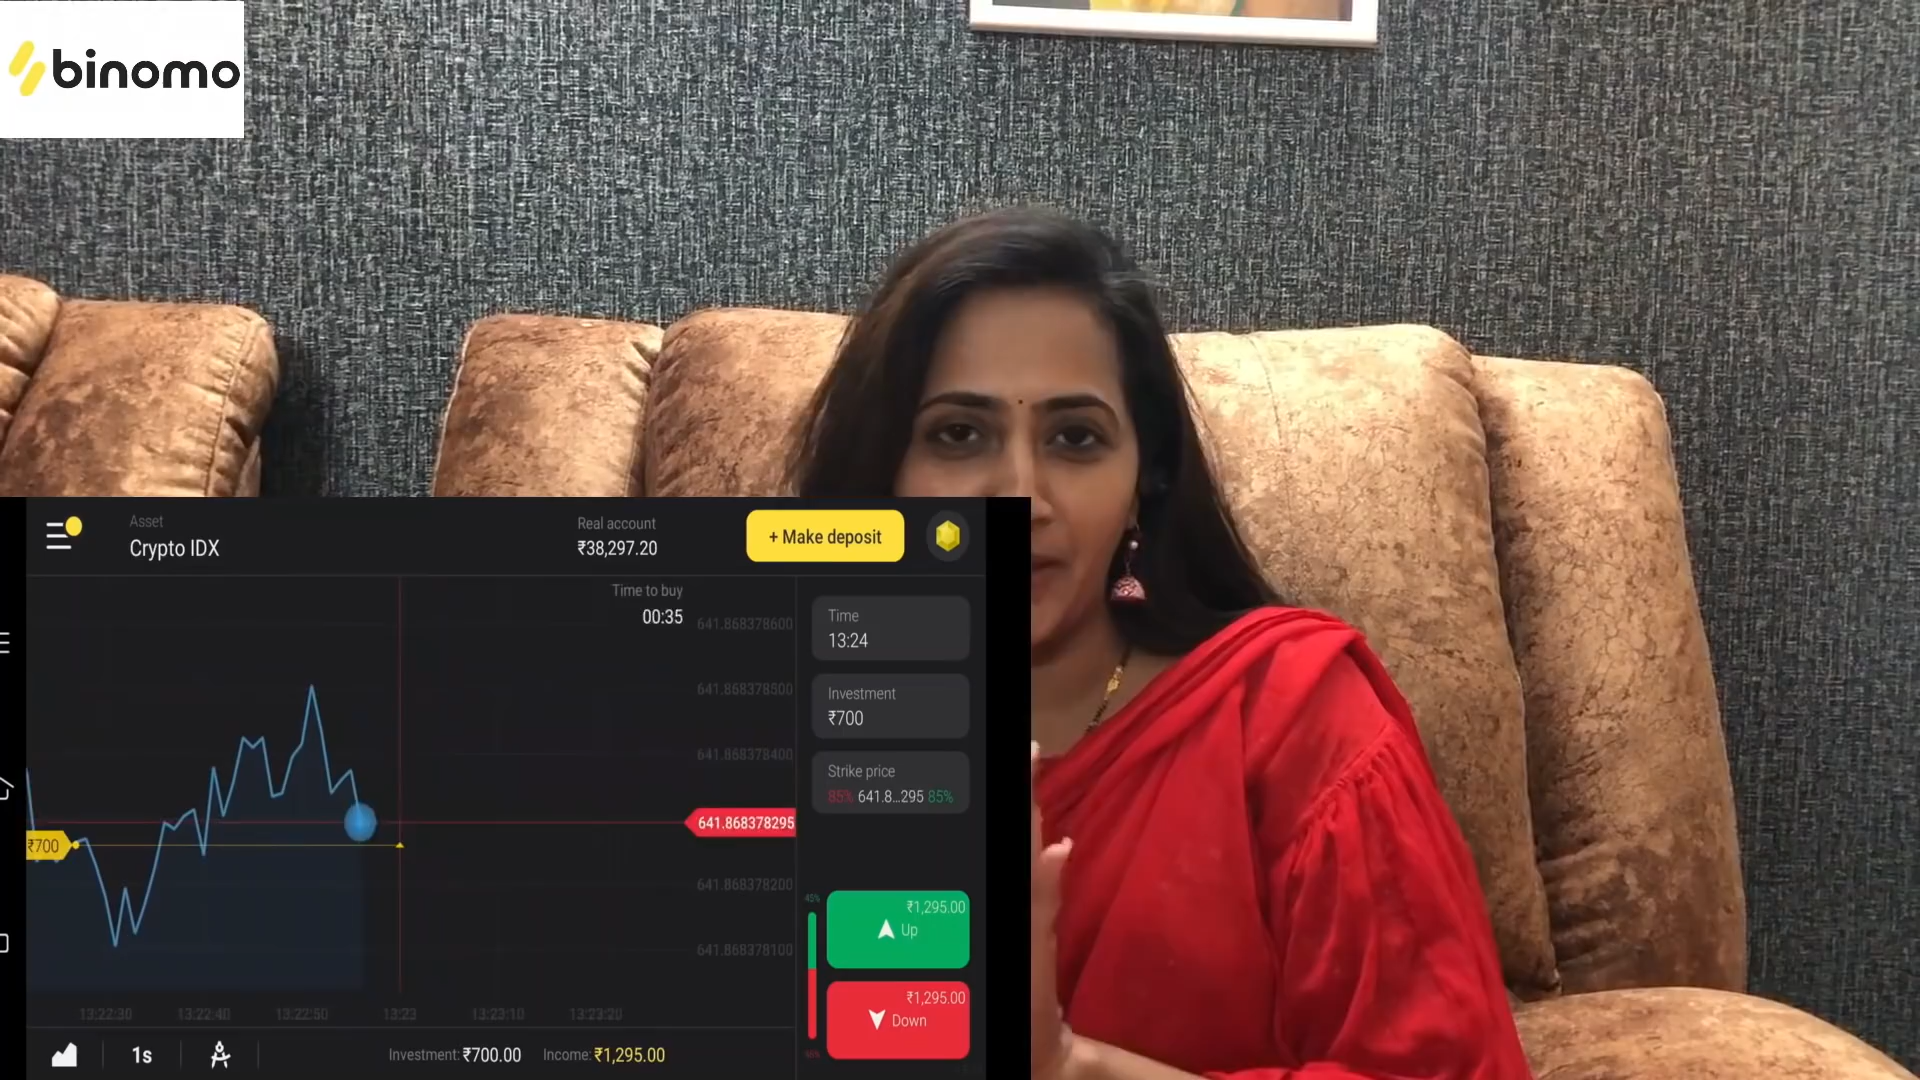 binomo
Asset
Crypto IDX
Real account
₹38,297.20
+ Make deposit
Time to buy
00:35
641.868378600
641.868378500
641.868378400
641.868378295
641.868378200
641.868378100
₹700
Time
13:24
Investment
₹700
Strike price
85% 641.8...295 85%
45%
₹1,295.00
Up
₹1,295.00
Down
13:22:30
13:22:40
13:22:50
13:23
13:23:10
13:23:20
1s
Investment: ₹700.00
Income: ₹1,295.00